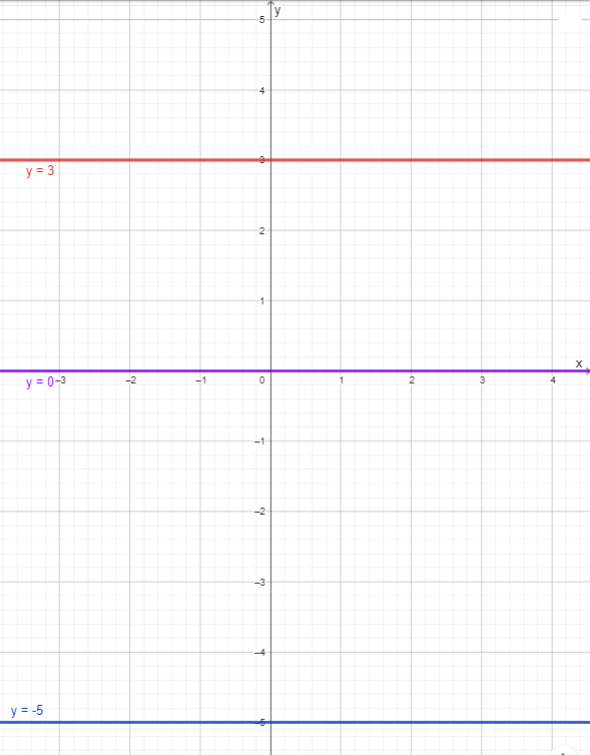 y
5
4
3
y = 3
2
1
x
y = 0
–3 –2 –1 0 1 2 3 4
–1
–2
–3
–4
y = -5
–5